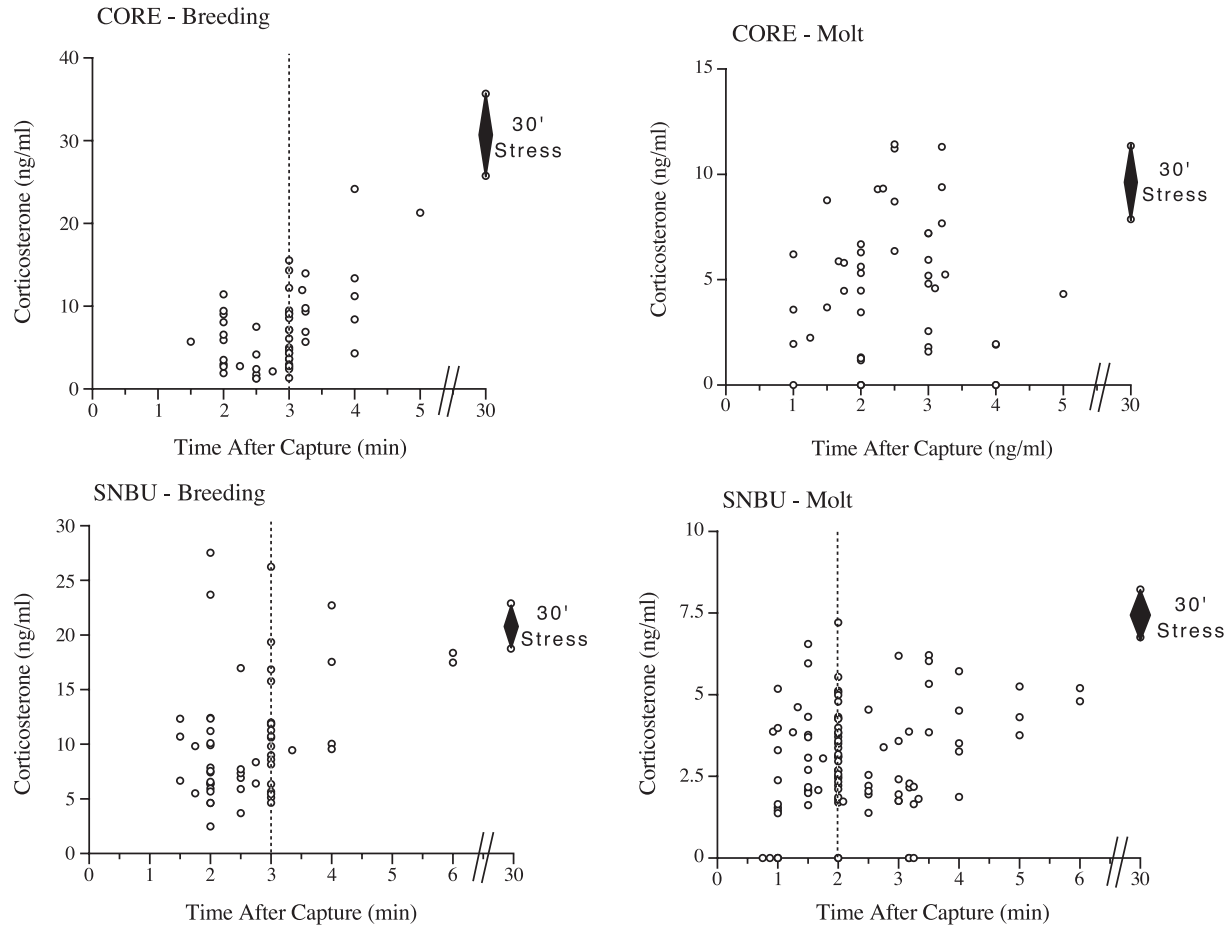 CORE - Breeding
40
30
20
10
0
Corticosterone (ng/ml)
30'
Stress
0 1 2 3 4 5 30
Time After Capture (min)
CORE - Molt
15
10
5
0
Corticosterone (ng/ml)
30'
Stress
0 1 2 3 4 5 30
Time After Capture (ng/ml)
SNBU - Breeding
30
25
20
15
10
5
0
Corticosterone (ng/ml)
30'
Stress
0 1 2 3 4 5 6 30
Time After Capture (min)
SNBU - Molt
10
7.5
5
2.5
0
Corticosterone (ng/ml)
30'
Stress
0 1 2 3 4 5 6 30
Time After Capture (min)